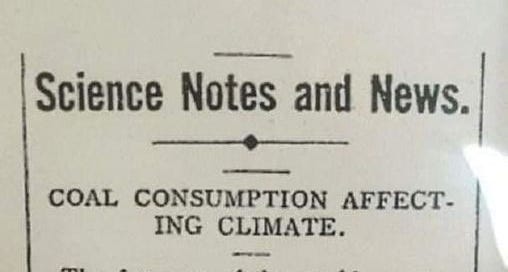 Science Notes and News.
COAL CONSUMPTION AFFECT-
ING CLIMATE.